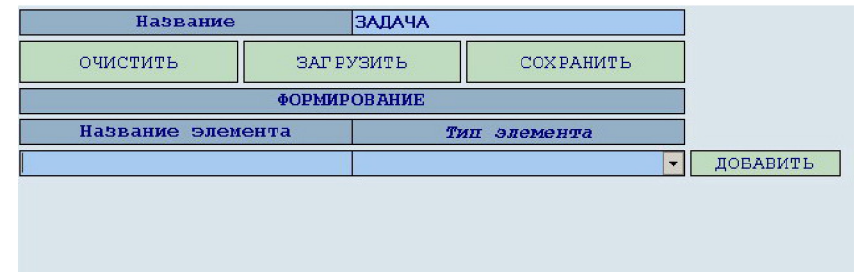 Название ЗАДАЧА
ОЧИСТИТЬ ЗАГРУЗИТЬ СОХРАНИТЬ
ФОРМИРОВАНИЕ
Название элемента Тип элемента
ДОБАВИТЬ